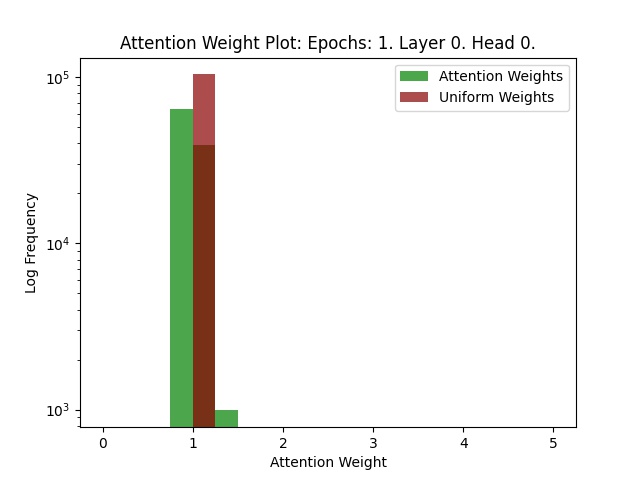 Attention Weight Plot: Epochs: 1. Layer 0. Head 0.
Attention Weights
Uniform Weights
10^5
10^4
10^3
Log Frequency
0 1 2 3 4 5
Attention Weight